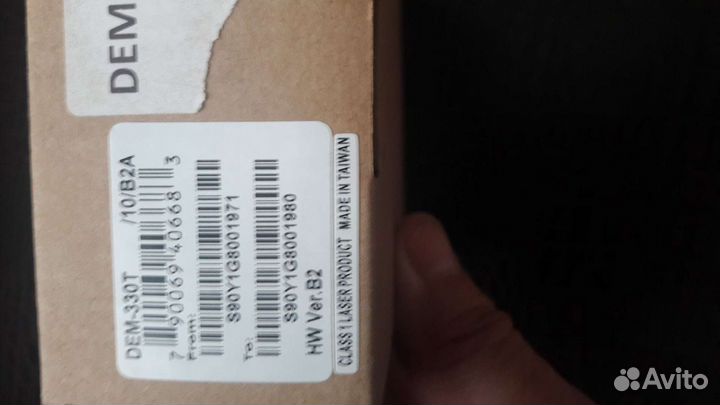 DEM
DEM-330T /10/B2A
7 90069 40668 3
From:
S90Y1G8001971
To:
S90Y1G8001980
HW Ver.B2
CLASS 1 LASER PRODUCT MADE IN TAIWAN
Avito